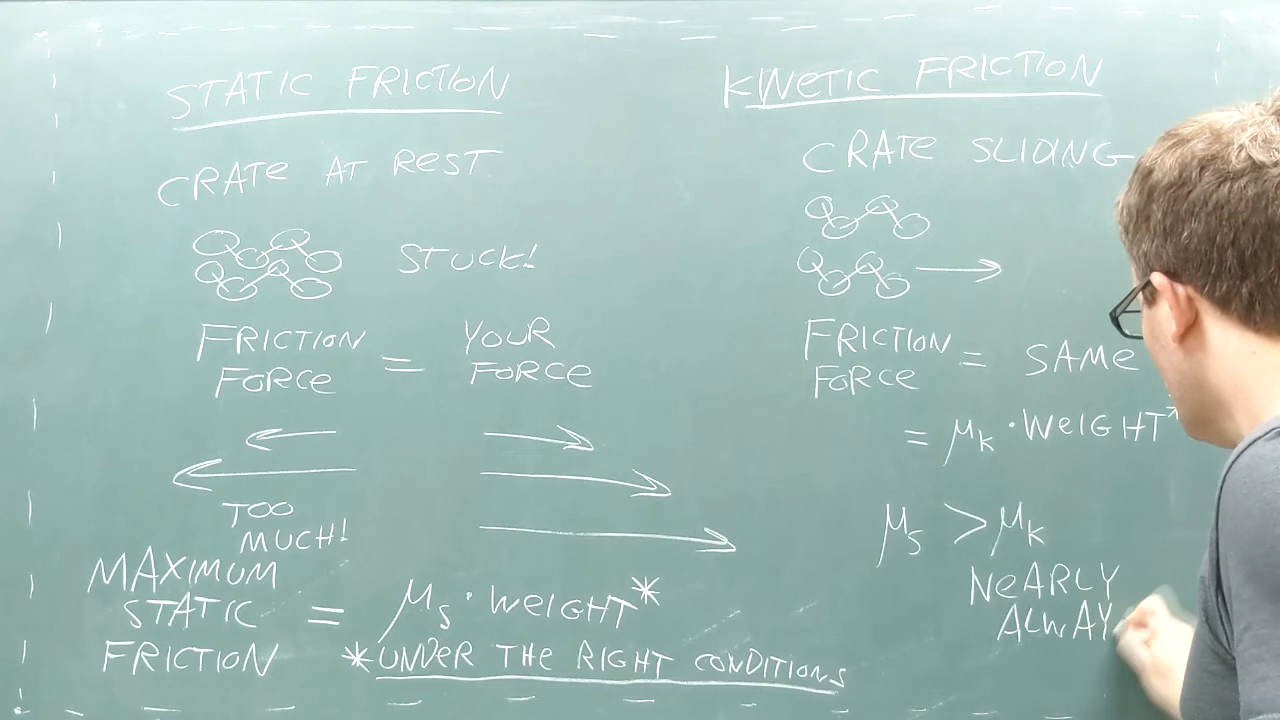 STATIC FRICTION
CRATE AT REST
STUCK!
FRICTION FORCE = YOUR FORCE
TOO
MUCH!
MAXIMUM
STATIC
FRICTION = μs · WEIGHT*
*UNDER THE RIGHT CONDITIONS
KINETIC FRICTION
CRATE SLIDING
FRICTION FORCE = SAME
= μk · WEIGHT*
μs > μk
NEARLY
ALWAY